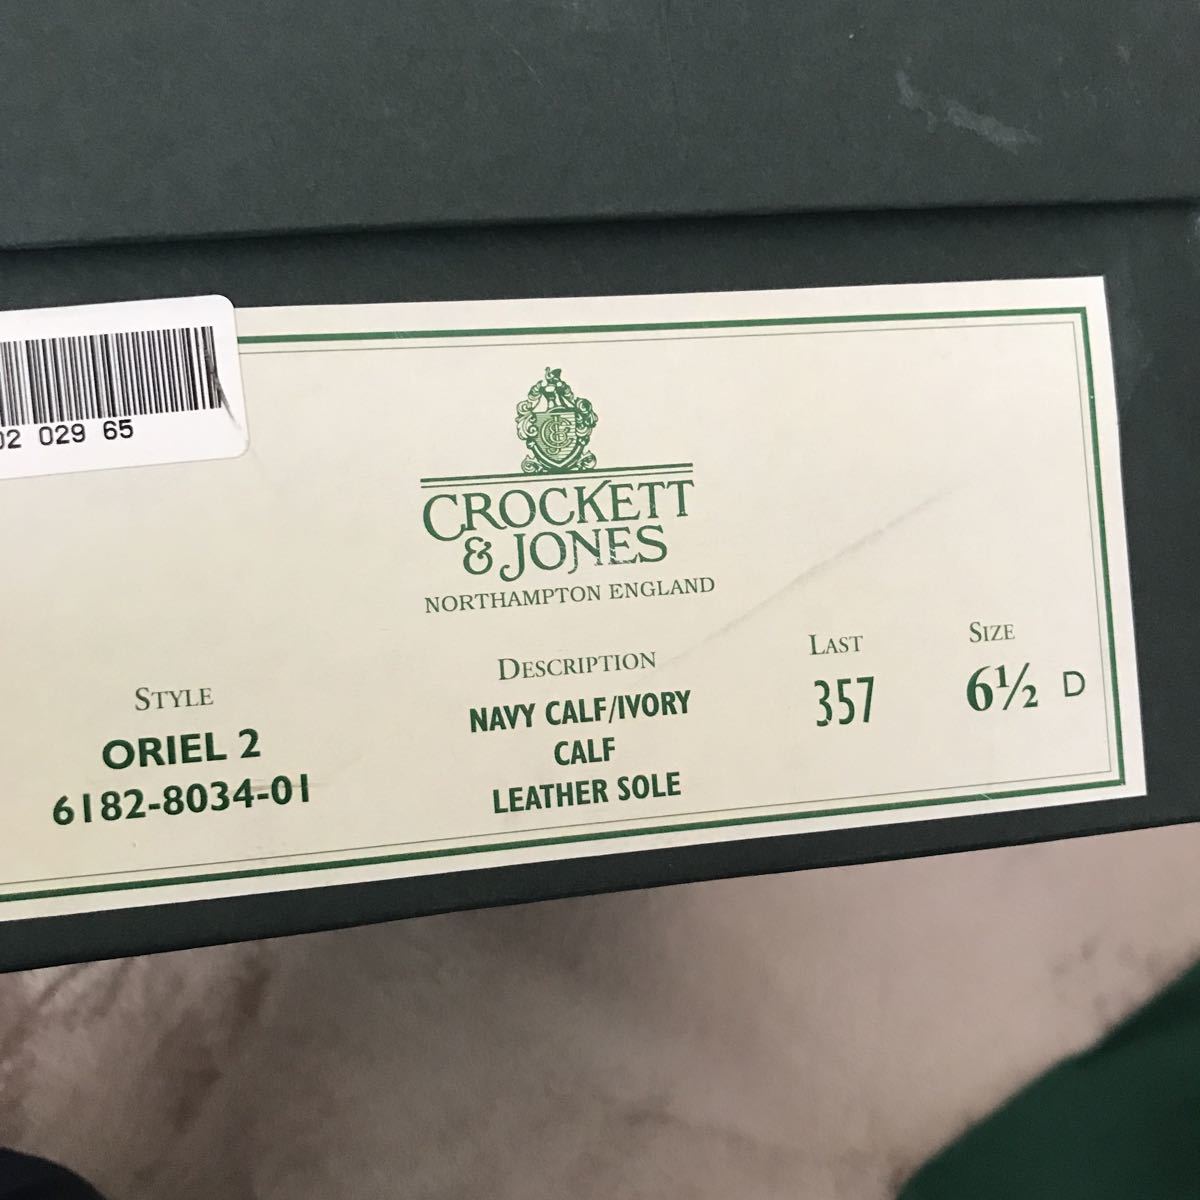 029 65
CROCKETT
& JONES
NORTHAMPTON ENGLAND
STYLE
ORIEL 2
6182-8034-01
DESCRIPTION
NAVY CALF/IVORY
CALF
LEATHER SOLE
LAST
357
SIZE
6½ D